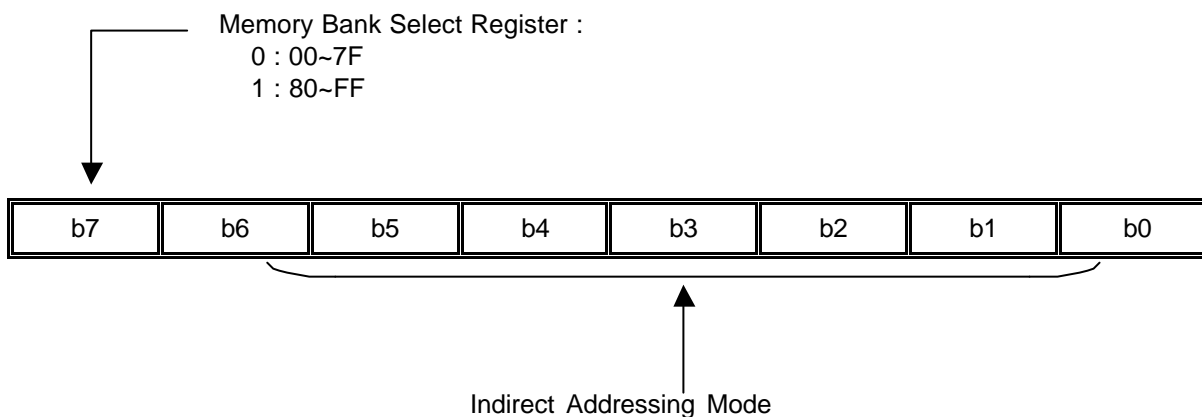 Memory Bank Select Register :
0 : 00~7F
1 : 80~FF
b7 b6 b5 b4 b3 b2 b1 b0
Indirect Addressing Mode